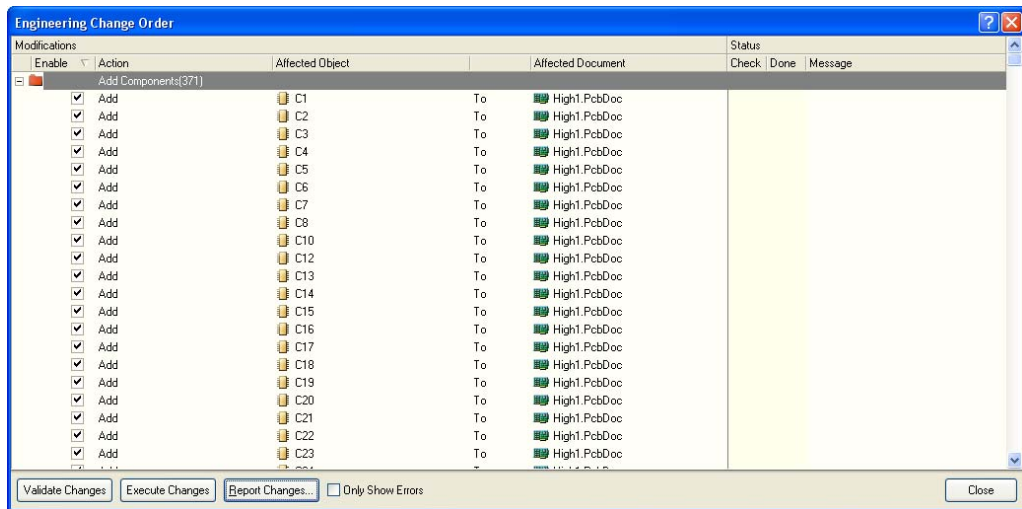 Engineering Change Order
Modifications Status
Enable Action Affected Object Affected Document Check Done Message
Add Components(371)
Add C1 To High1.PcbDoc
Add C2 To High1.PcbDoc
Add C3 To High1.PcbDoc
Add C4 To High1.PcbDoc
Add C5 To High1.PcbDoc
Add C6 To High1.PcbDoc
Add C7 To High1.PcbDoc
Add C8 To High1.PcbDoc
Add C10 To High1.PcbDoc
Add C12 To High1.PcbDoc
Add C13 To High1.PcbDoc
Add C14 To High1.PcbDoc
Add C15 To High1.PcbDoc
Add C16 To High1.PcbDoc
Add C17 To High1.PcbDoc
Add C18 To High1.PcbDoc
Add C19 To High1.PcbDoc
Add C20 To High1.PcbDoc
Add C21 To High1.PcbDoc
Add C22 To High1.PcbDoc
Add C23 To High1.PcbDoc
Validate Changes Execute Changes Report Changes... Only Show Errors Close